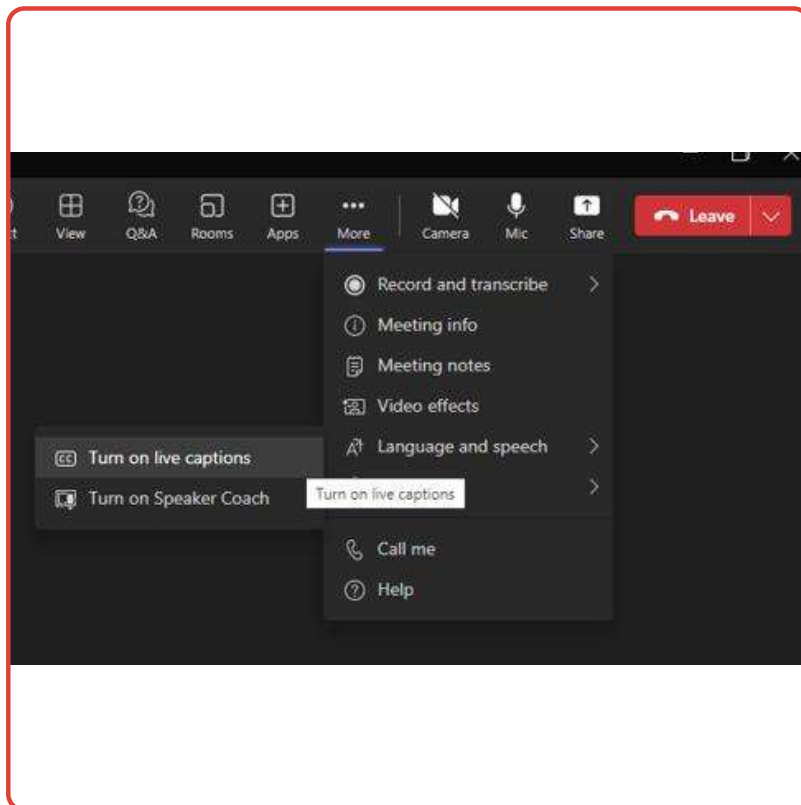 View Q&A Rooms Apps More Camera Mic Share Leave
Record and transcribe
Meeting info
Meeting notes
Video effects
Language and speech
Turn on live captions
Turn on Speaker Coach
Turn on live captions
Call me
Help